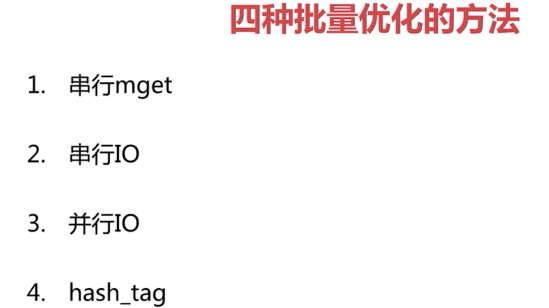 四种批量优化的方法
1. 串行mget
2. 串行IO
3. 并行IO
4. hash_tag